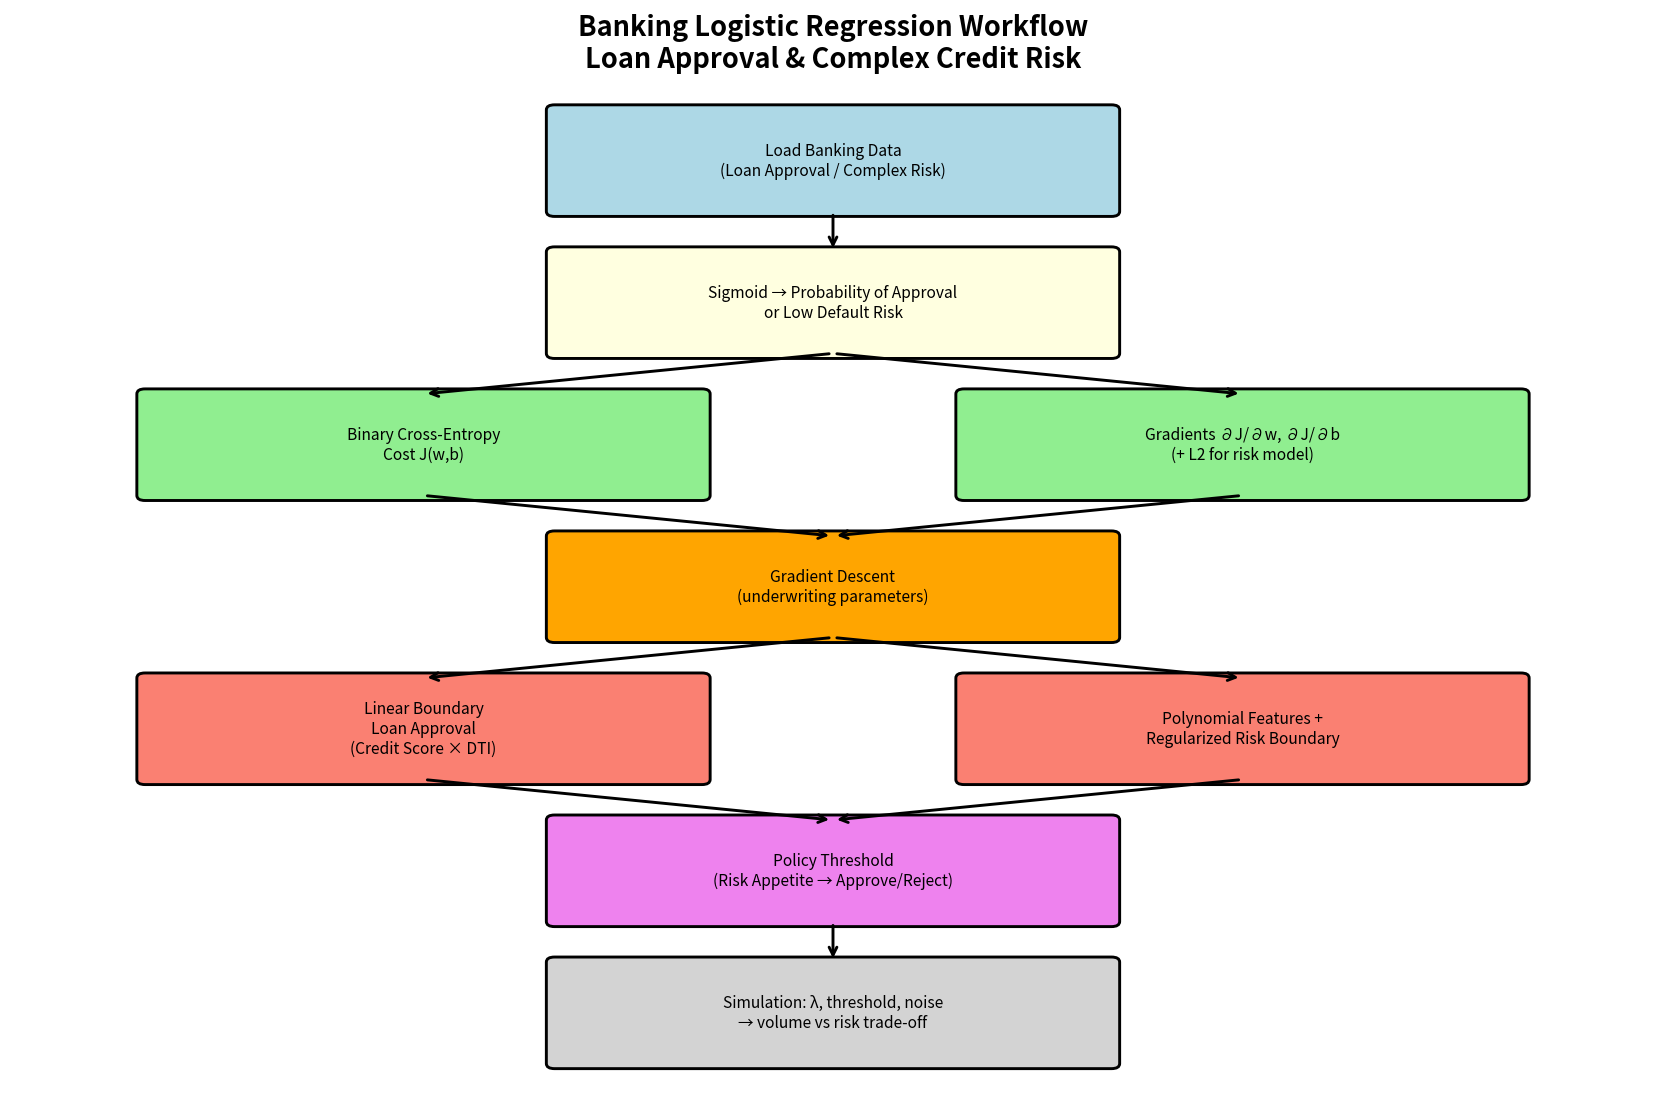 Banking Logistic Regression Workflow
Loan Approval & Complex Credit Risk
Load Banking Data
(Loan Approval / Complex Risk)
Sigmoid → Probability of Approval
or Low Default Risk
Binary Cross-Entropy
Cost J(w,b)
Gradients ∂J/∂w, ∂J/∂b
(+ L2 for risk model)
Gradient Descent
(underwriting parameters)
Linear Boundary
Loan Approval
(Credit Score × DTI)
Polynomial Features +
Regularized Risk Boundary
Policy Threshold
(Risk Appetite → Approve/Reject)
Simulation: λ, threshold, noise
→ volume vs risk trade-off